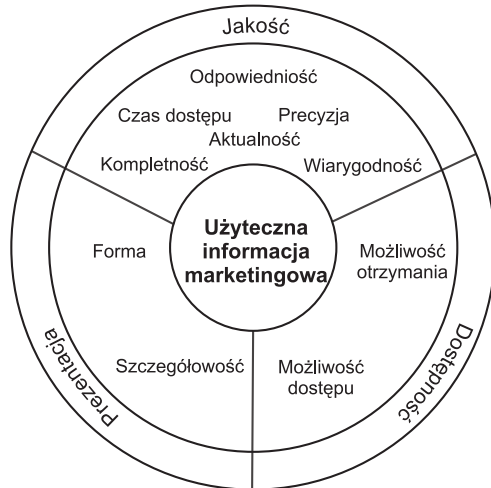 Jakość
Odpowiedniość
Czas dostępu
Precyzja
Aktualność
Kompletność
Wiarygodność
Użyteczna
informacja
marketingowa
Forma
Możliwość
otrzymania
Szczegółowość
Możliwość
dostępu
Prezentacja
Dostępność